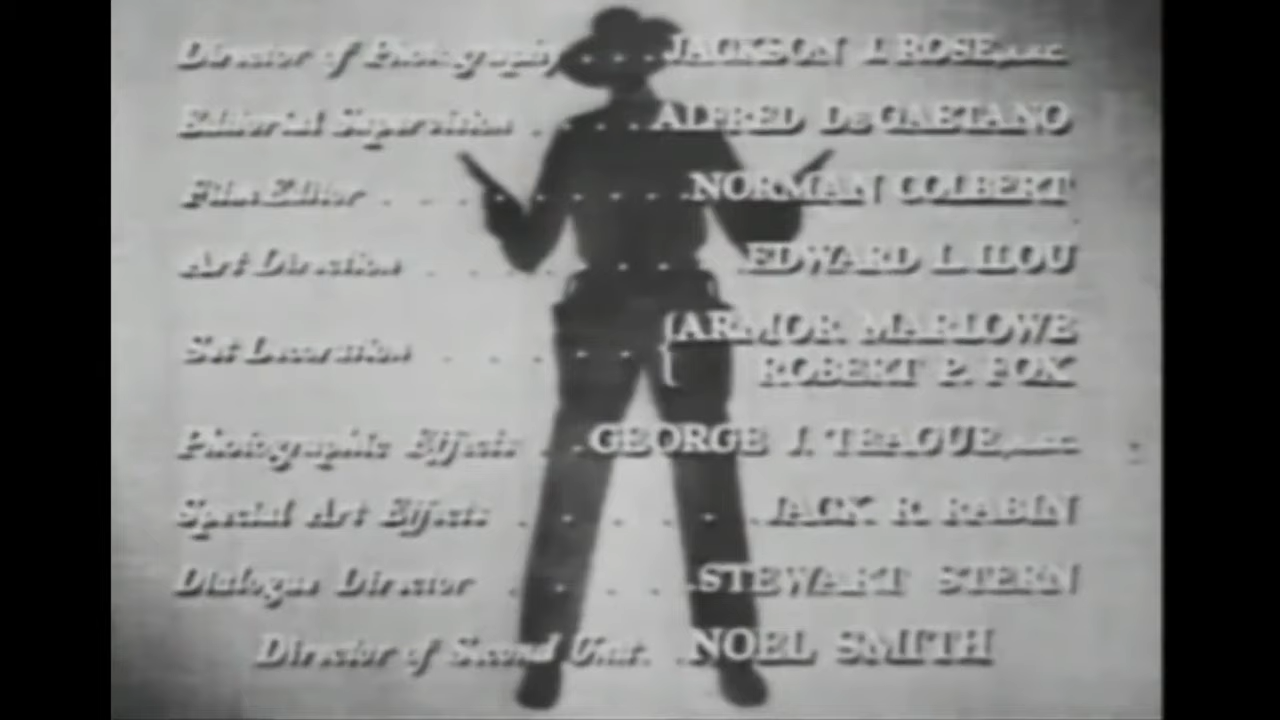 Director of Photography . . . JACKSON J. ROSE, A.S.C.
Editorial Supervision . . . . ALFRED DE GAETANO
Film Editor . . . . . . . . . NORMAN COLBERT
Art Direction . . . . . . . . EDWARD L. ILOU
Set Decoration . . . . . . { ARMOR MARLOWE
ROBERT P. FOX
Photographic Effects . . GEORGE J. TEAGUE, A.S.C.
Special Art Effects . . . . . . JACK R. RABIN
Dialogue Director . . . . . STEWART STERN
Director of Second Unit . . NOEL SMITH